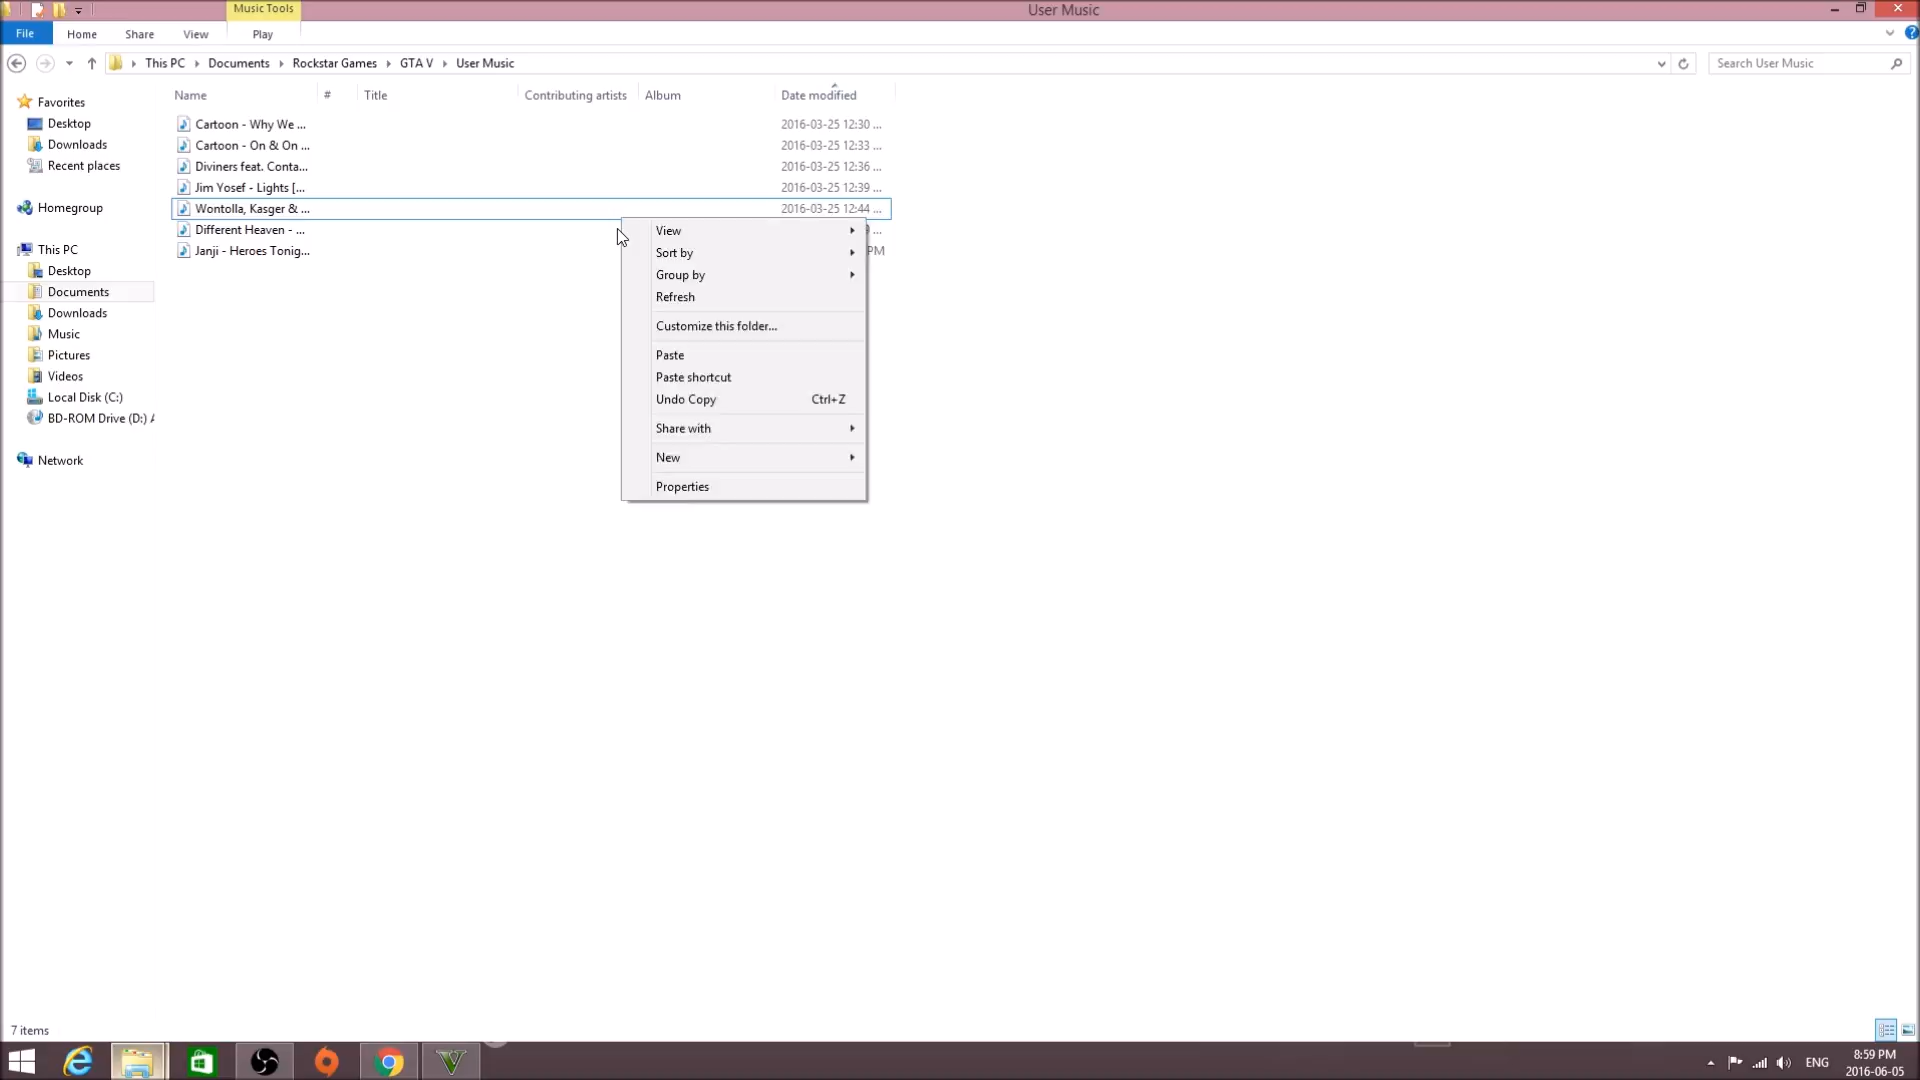 Music Tools
User Music
File Home Share View Play
This PC Documents Rockstar Games GTA V User Music
Search User Music
Name # Title Contributing artists Album Date modified
Cartoon - Why We ... 2016-03-25 12:30 ...
Cartoon - On & On ... 2016-03-25 12:33 ...
Diviners feat. Conta... 2016-03-25 12:36 ...
Jim Yosef - Lights [... 2016-03-25 12:39 ...
Wontolla, Kasger & ... 2016-03-25 12:44 ...
Different Heaven - ... 9 ...
Janji - Heroes Tonig... PM
Favorites
Desktop
Downloads
Recent places
Homegroup
This PC
Desktop
Documents
Downloads
Music
Pictures
Videos
Local Disk (C:)
BD-ROM Drive (D:)
Network
View
Sort by
Group by
Refresh
Customize this folder...
Paste
Paste shortcut
Undo Copy Ctrl+Z
Share with
New
Properties
7 items
ENG
8:59 PM
2016-06-05